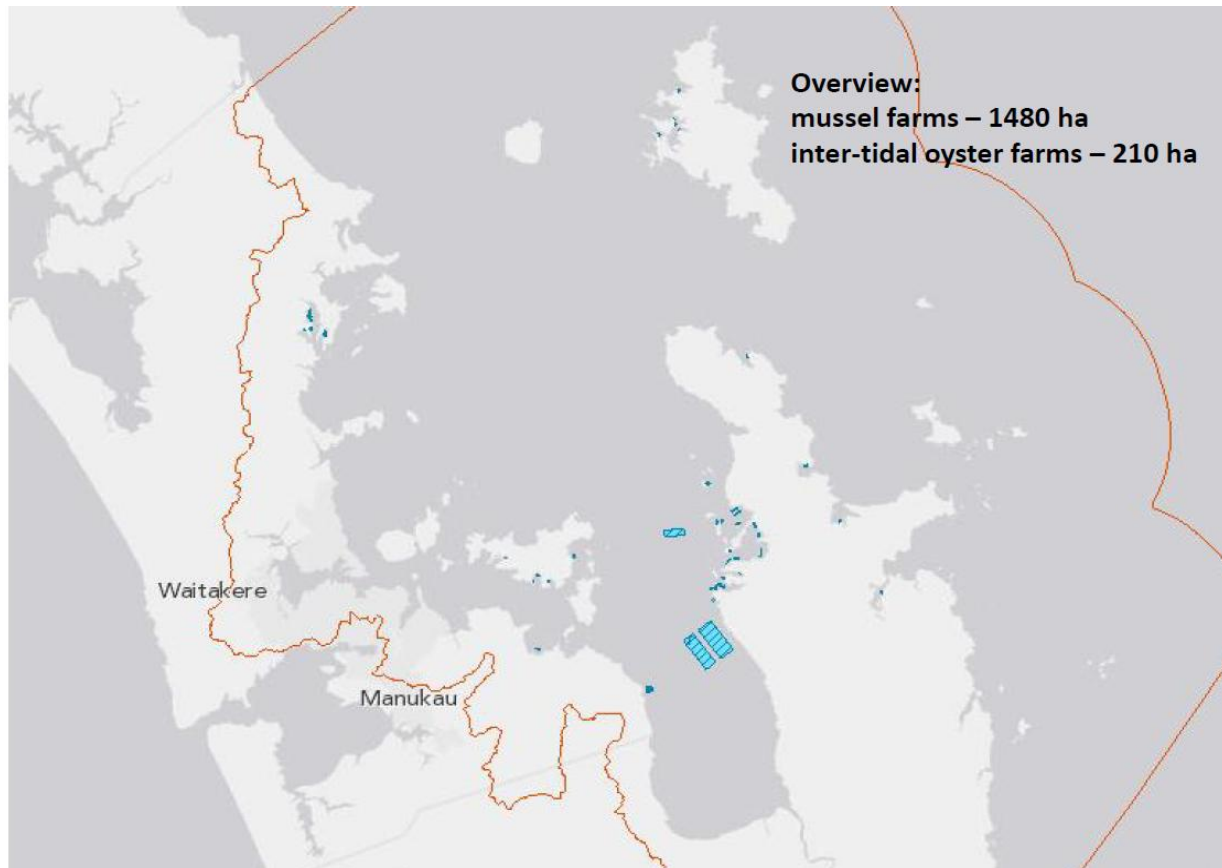 Overview:
mussel farms – 1480 ha
inter-tidal oyster farms – 210 ha
Waitakere
Manukau